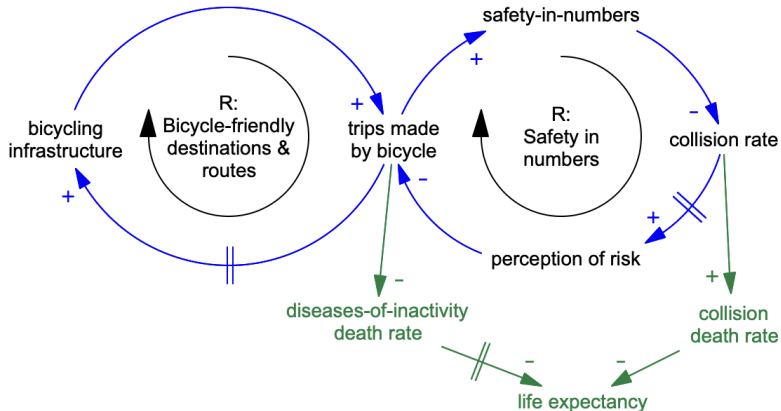 safety-in-numbers
+
+
R:
Bicycle-friendly
destinations &
routes
R:
Safety in
numbers
-
bicycling
infrastructure
trips made
by bicycle
collision rate
+
-
+
perception of risk
-
+
diseases-of-inactivity
death rate
collision
death rate
-
-
life expectancy